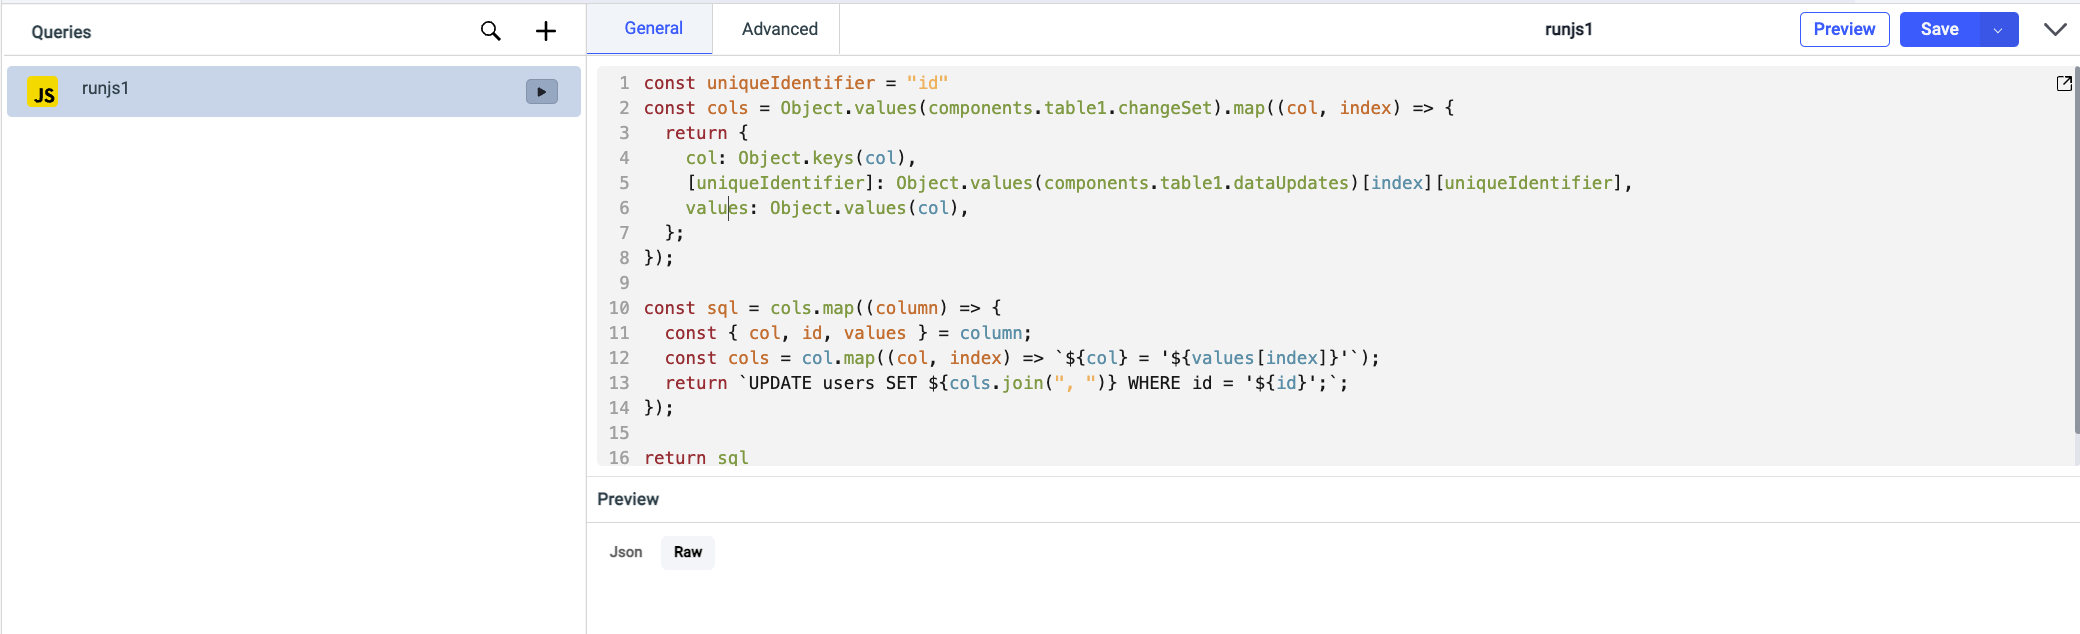 Queries
General
Advanced
runjs1
Preview
Save
JS
runjs1
1 const uniqueIdentifier = "id"
2 const cols = Object.values(components.table1.changeSet).map((col, index) => {
3   return {
4     col: Object.keys(col),
5     [uniqueIdentifier]: Object.values(components.table1.dataUpdates)[index][uniqueIdentifier],
6     values: Object.values(col),
7   };
8 });
9
10 const sql = cols.map((column) => {
11   const { col, id, values } = column;
12   const cols = col.map((col, index) => `${col} = '${values[index]}'`);
13   return `UPDATE users SET ${cols.join(", ")} WHERE id = '${id}';`;
14 });
15
16 return sql
Preview
Json
Raw